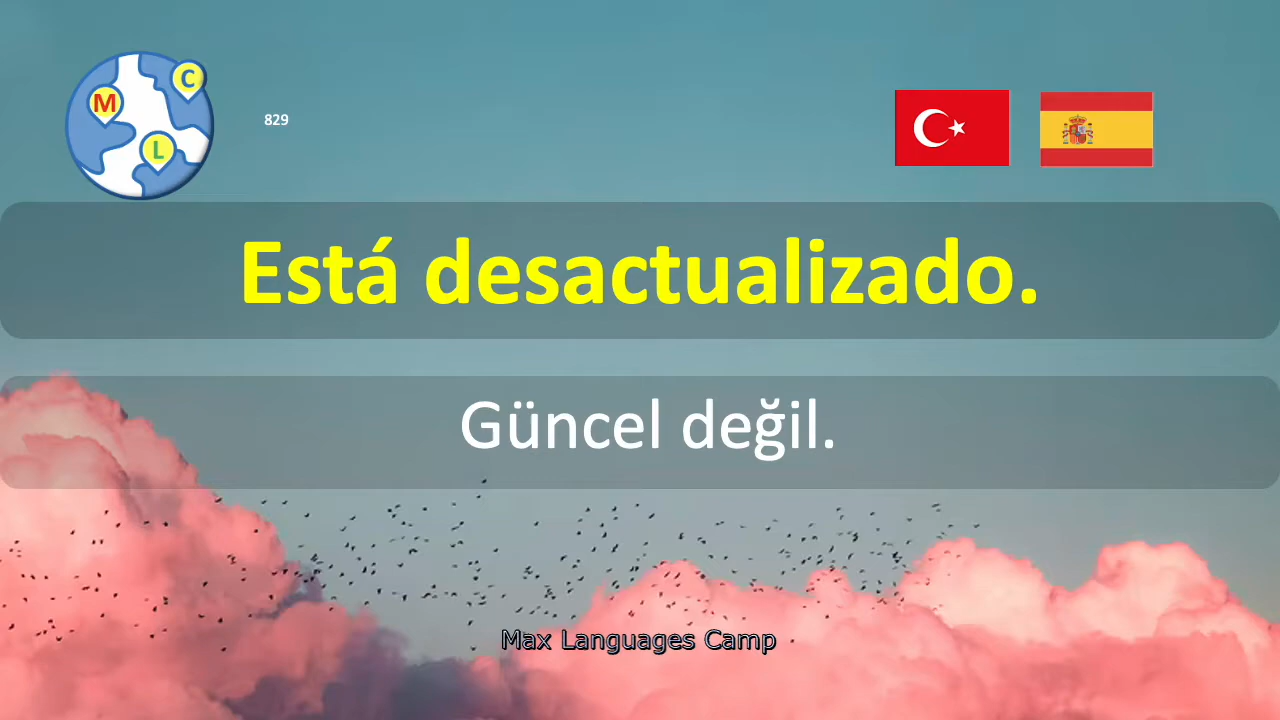 C
M
L
829
Está desactualizado.
Güncel değil.
Max Languages Camp